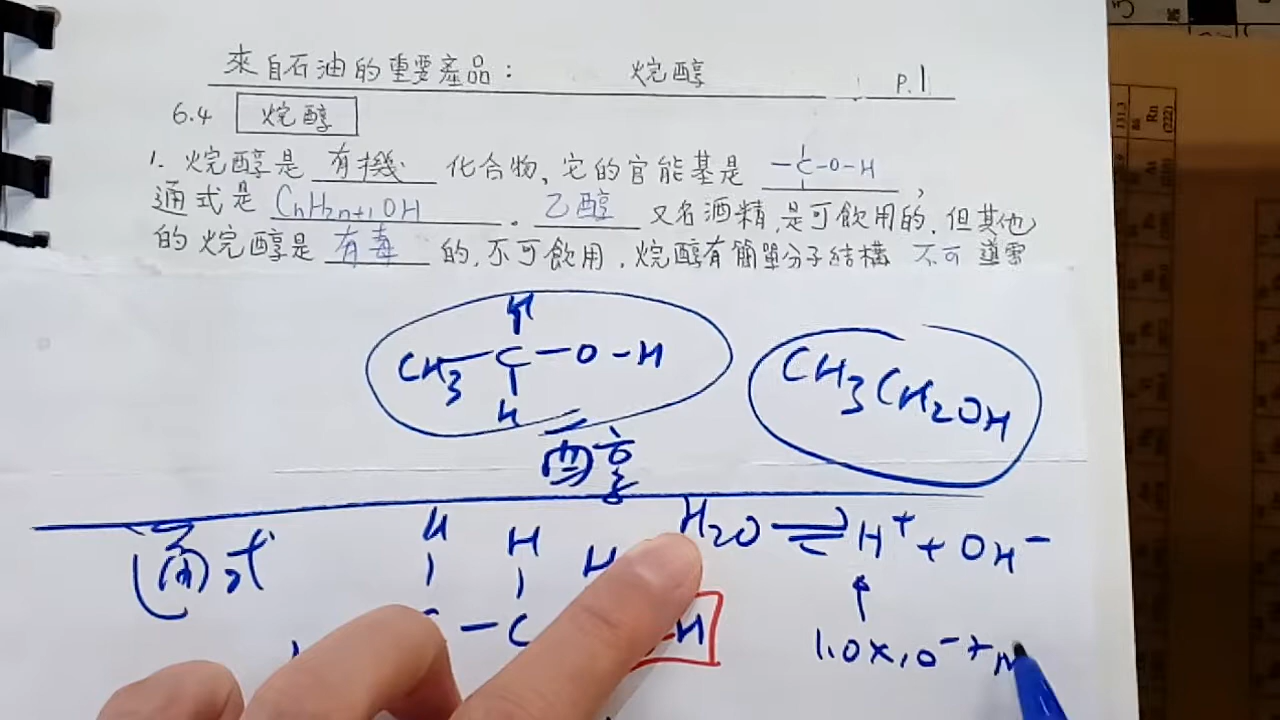 來自石油的重要產品： 烷醇 P.1
6.4 烷醇
1. 烷醇是 有機 化合物, 它的官能基是 -C-O-H ,
通式是 CnH2n+1OH . 乙醇 又名酒精, 是可飲用的, 但其他
的烷醇是 有毒 的, 不可飲用, 烷醇有簡單分子結構 不可 導電
H
CH3-C-O-H
H
CH3CH2OH
醇
通式
H2O ⇌ H+ + OH-
H H H
-C H
1.0×10-7 M
Rn
(222)